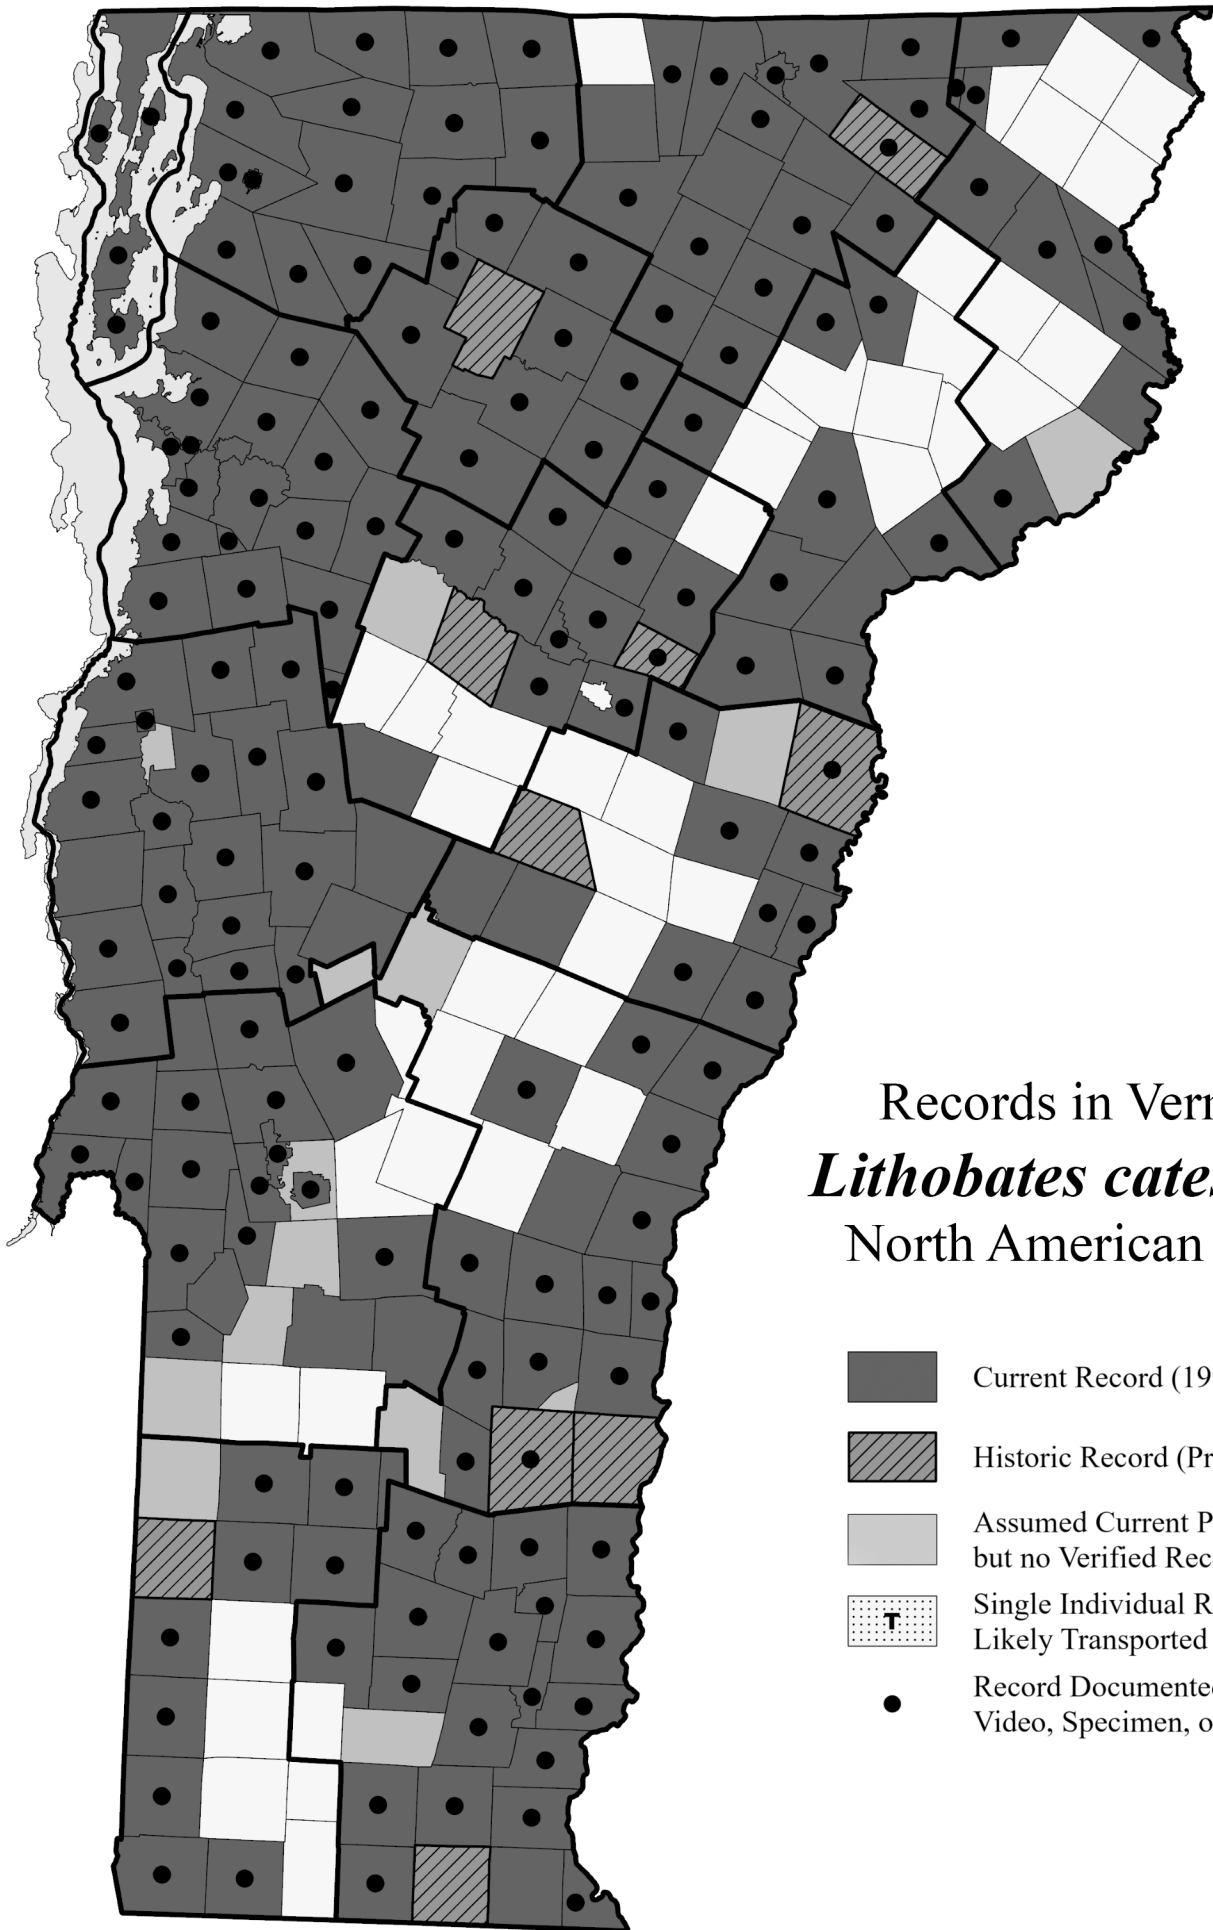 Records in Verm
Lithobates cates
North American
Current Record (19
Historic Record (Pr
Assumed Current P
but no Verified Rec
T
Single Individual R
Likely Transported
Record Documented
Video, Specimen, o